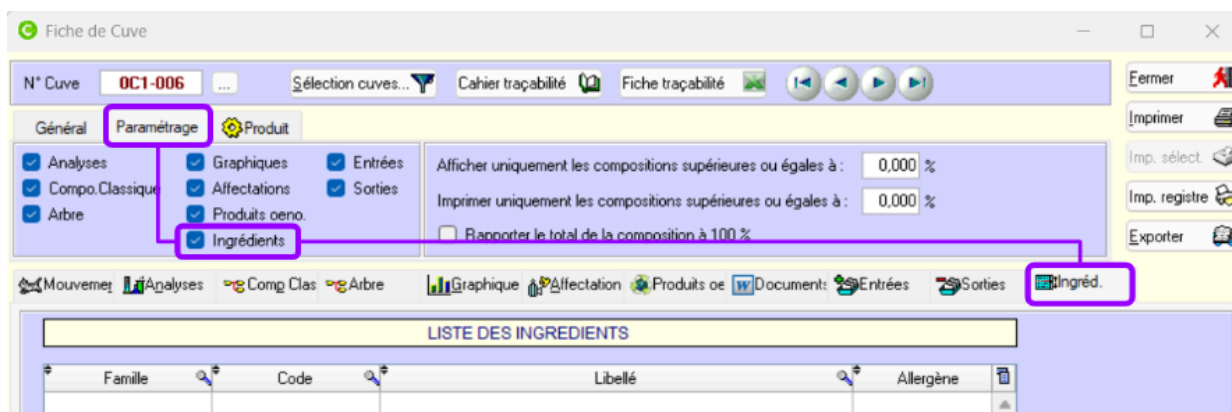 Fiche de Cuve
N° Cuve 0C1-006 ... Sélection cuves... Cahier traçabilité Fiche traçabilité Fermer
Général Paramétrage Produit Imprimer
Analyses Graphiques Entrées Afficher uniquement les compositions supérieures ou égales à : 0,000 % Imp. sélect.
Compo.Classique Affectations Sorties Imprimer uniquement les compositions supérieures ou égales à : 0,000 % Imp. registre
Arbre Produits oeno.
Ingrédients Rapporter le total de la composition à 100 % Exporter
Mouvemer Analyses Comp Clas Arbre Graphique Affectation Produits oe Documents Entrées Sorties Ingréd.
LISTE DES INGREDIENTS
Famille Code Libellé Allergène